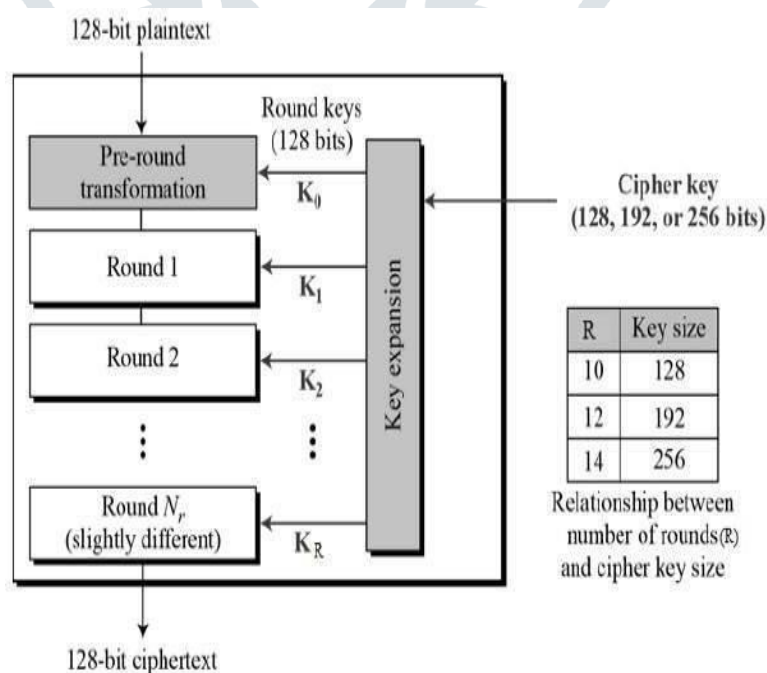 128-bit plaintext
Round keys
(128 bits)
Pre-round
transformation
K0
Cipher key
(128, 192, or 256 bits)
Round 1
K1
Round 2
K2
Key expansion
R Key size
10 128
12 192
14 256
Round Nr
(slightly different)
KR
Relationship between
number of rounds(R)
and cipher key size
128-bit ciphertext